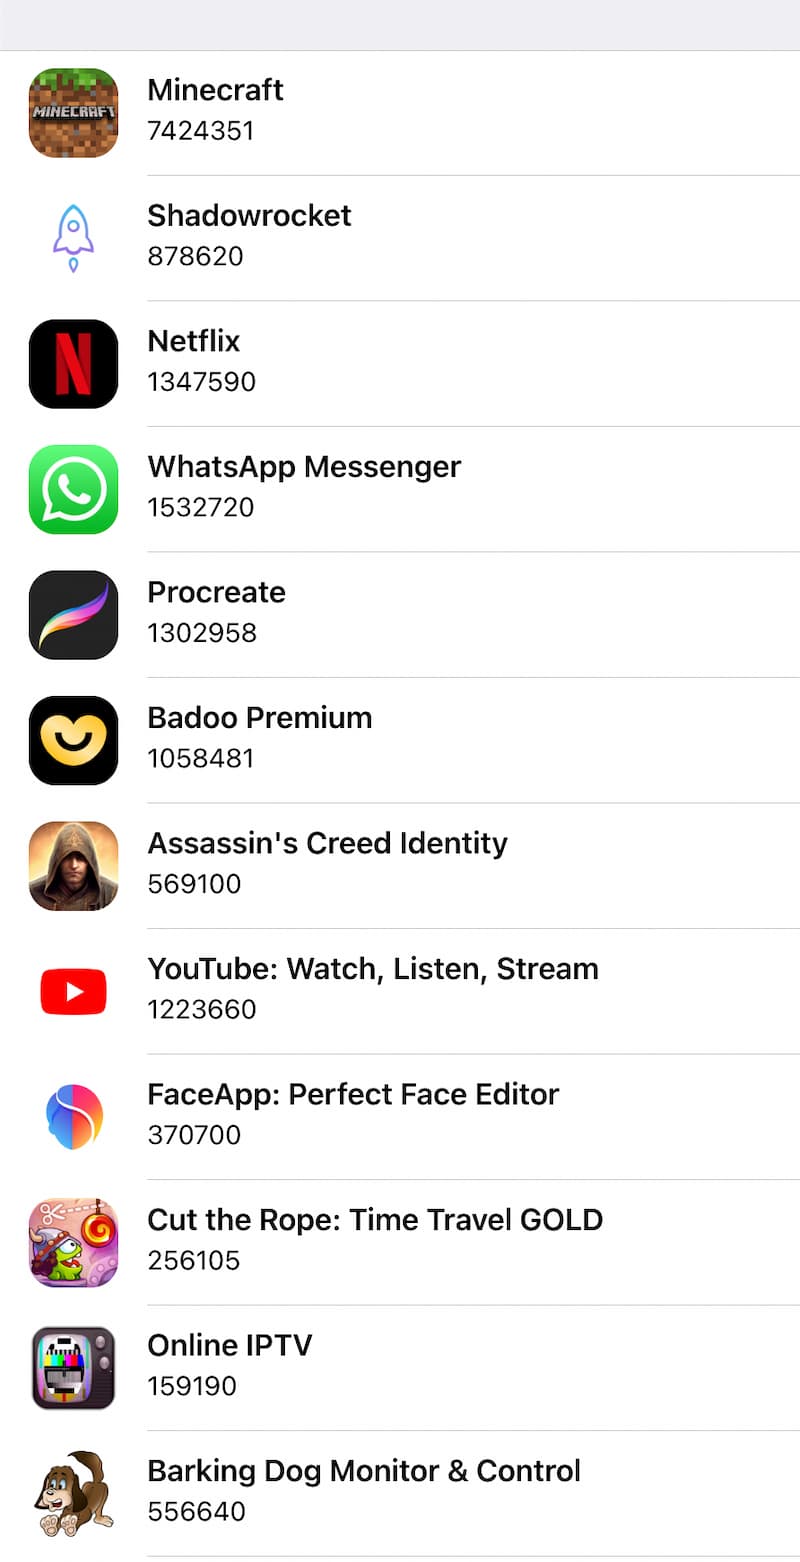 MINECRAFT
Minecraft
7424351
Shadowrocket
878620
Netflix
1347590
WhatsApp Messenger
1532720
Procreate
1302958
Badoo Premium
1058481
Assassin's Creed Identity
569100
YouTube: Watch, Listen, Stream
1223660
FaceApp: Perfect Face Editor
370700
Cut the Rope: Time Travel GOLD
256105
Online IPTV
159190
Barking Dog Monitor & Control
556640